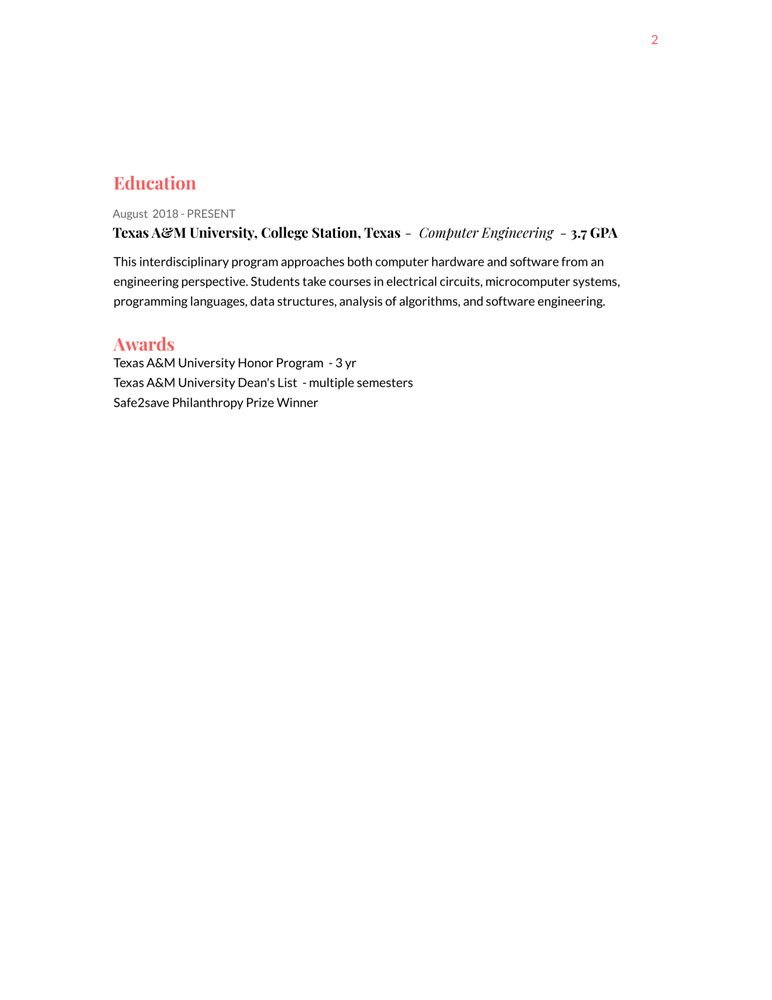 2
Education
August 2018 - PRESENT
Texas A&M University, College Station, Texas - Computer Engineering - 3.7 GPA
This interdisciplinary program approaches both computer hardware and software from an
engineering perspective. Students take courses in electrical circuits, microcomputer systems,
programming languages, data structures, analysis of algorithms, and software engineering.
Awards
Texas A&M University Honor Program - 3 yr
Texas A&M University Dean's List - multiple semesters
Safe2save Philanthropy Prize Winner